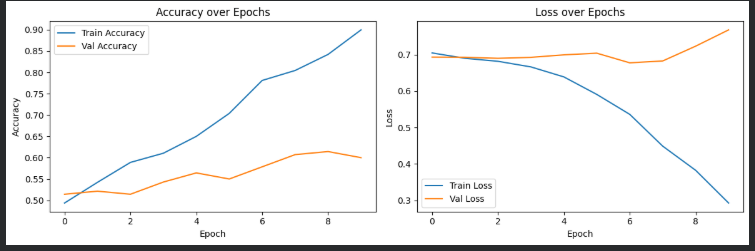 Accuracy over Epochs
Train Accuracy
Val Accuracy
0.90
0.85
0.80
0.75
0.70
0.65
0.60
0.55
0.50
Accuracy
0
2
4
6
8
Epoch
Loss over Epochs
0.7
0.6
0.5
0.4
0.3
Loss
Train Loss
Val Loss
0
2
4
6
8
Epoch